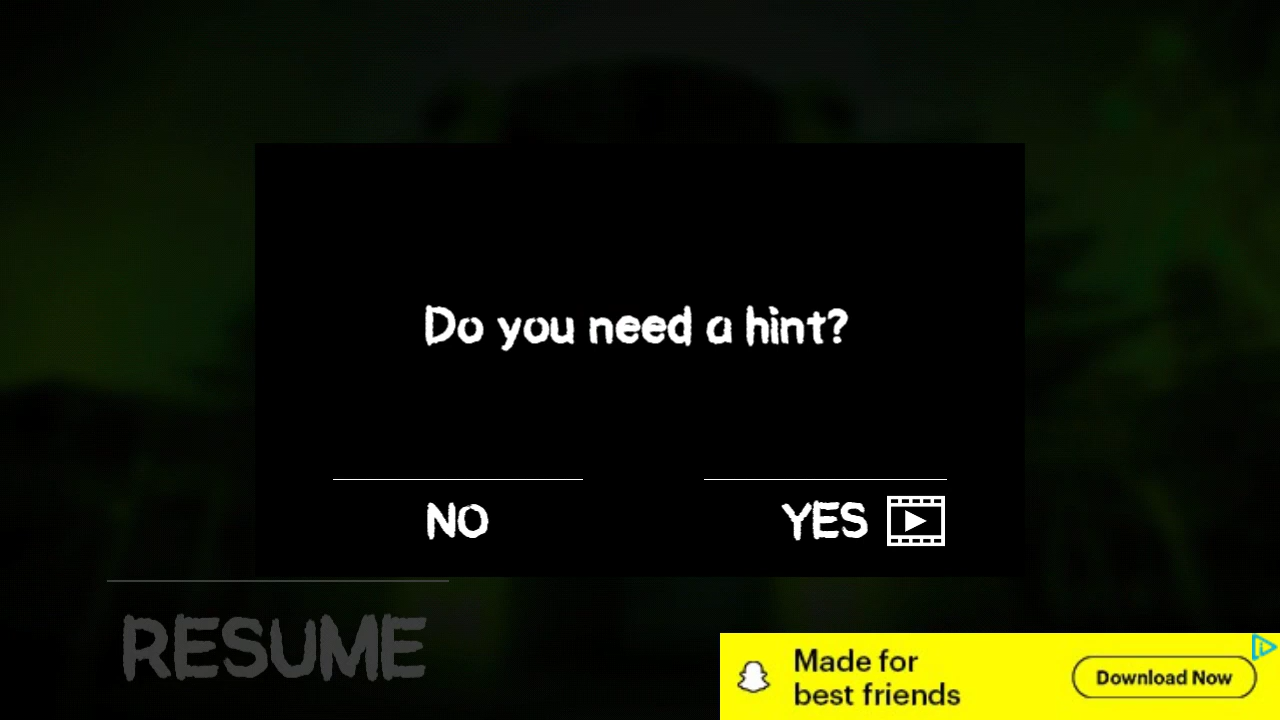 Do you need a hint?
NO
YES
RESUME
Made for
best friends
Download Now